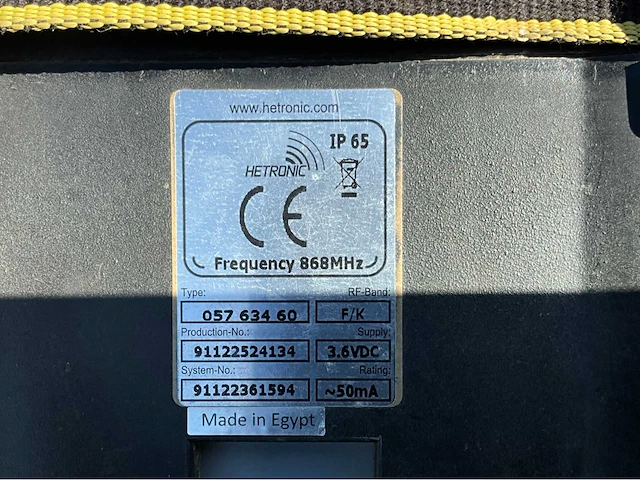 www.hetronic.com
IP 65
HETRONIC
CE
Frequency 868MHz
Type: RF-Band:
057 634 60 F/K
Production-No.: Supply:
91122524134 3.6VDC
System-No.: Rating:
91122361594 ~50mA
Made in Egypt